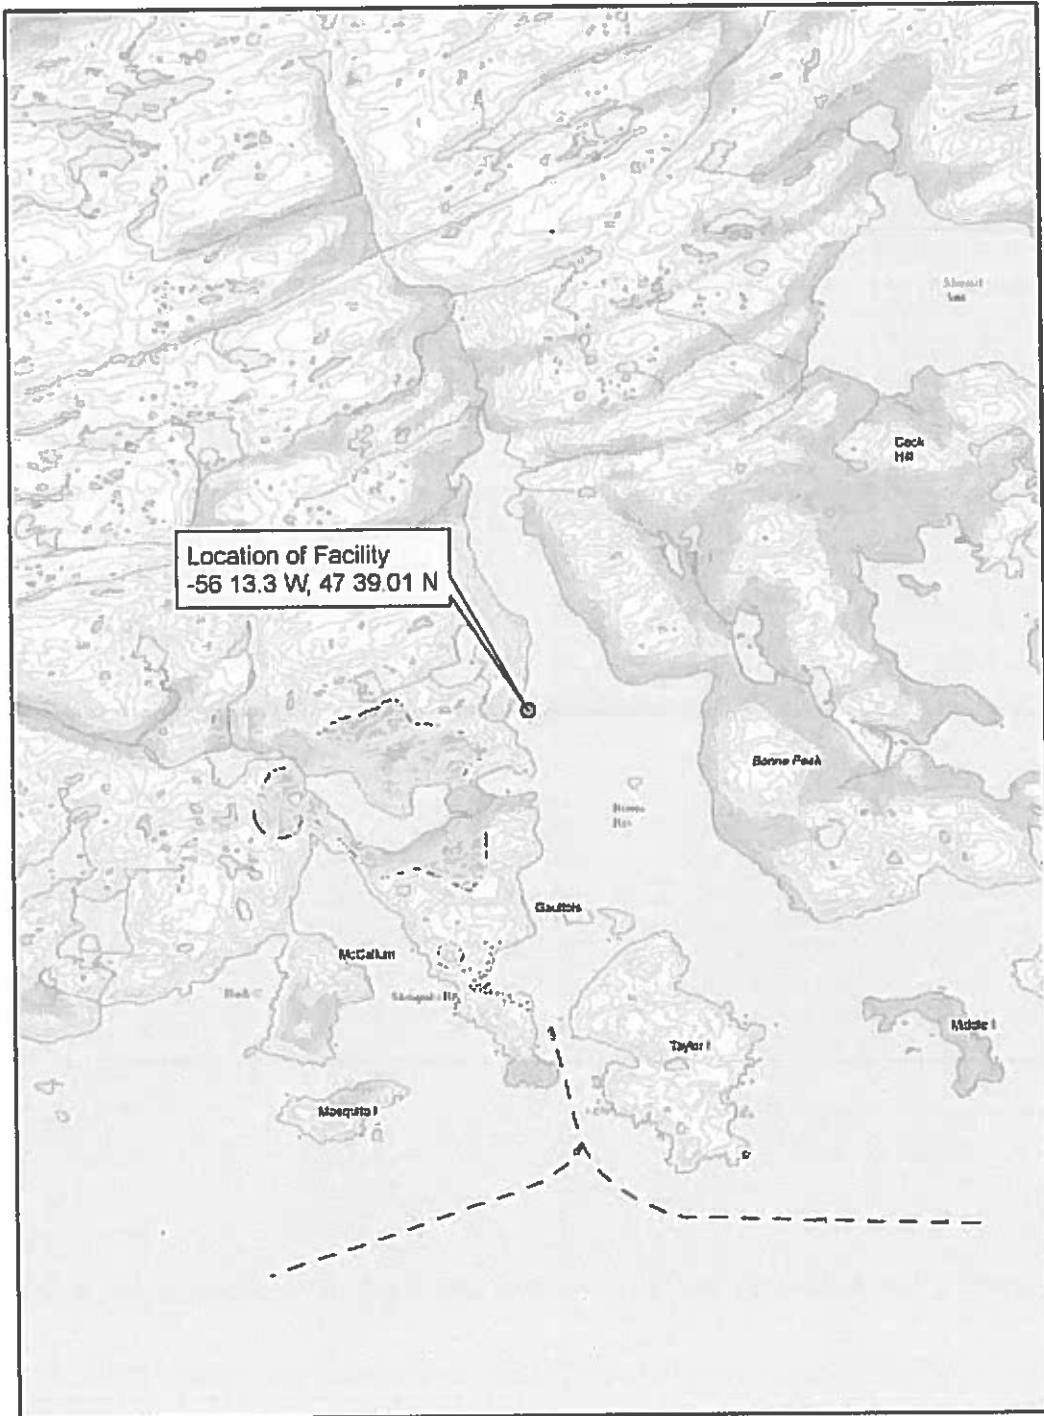 Cock
Hill
Location of Facility
-56 13.3 W, 47 39.01 N
Bonne Peak
Gaultois
McCallum
Middle I
Taylor I
Mosquito I